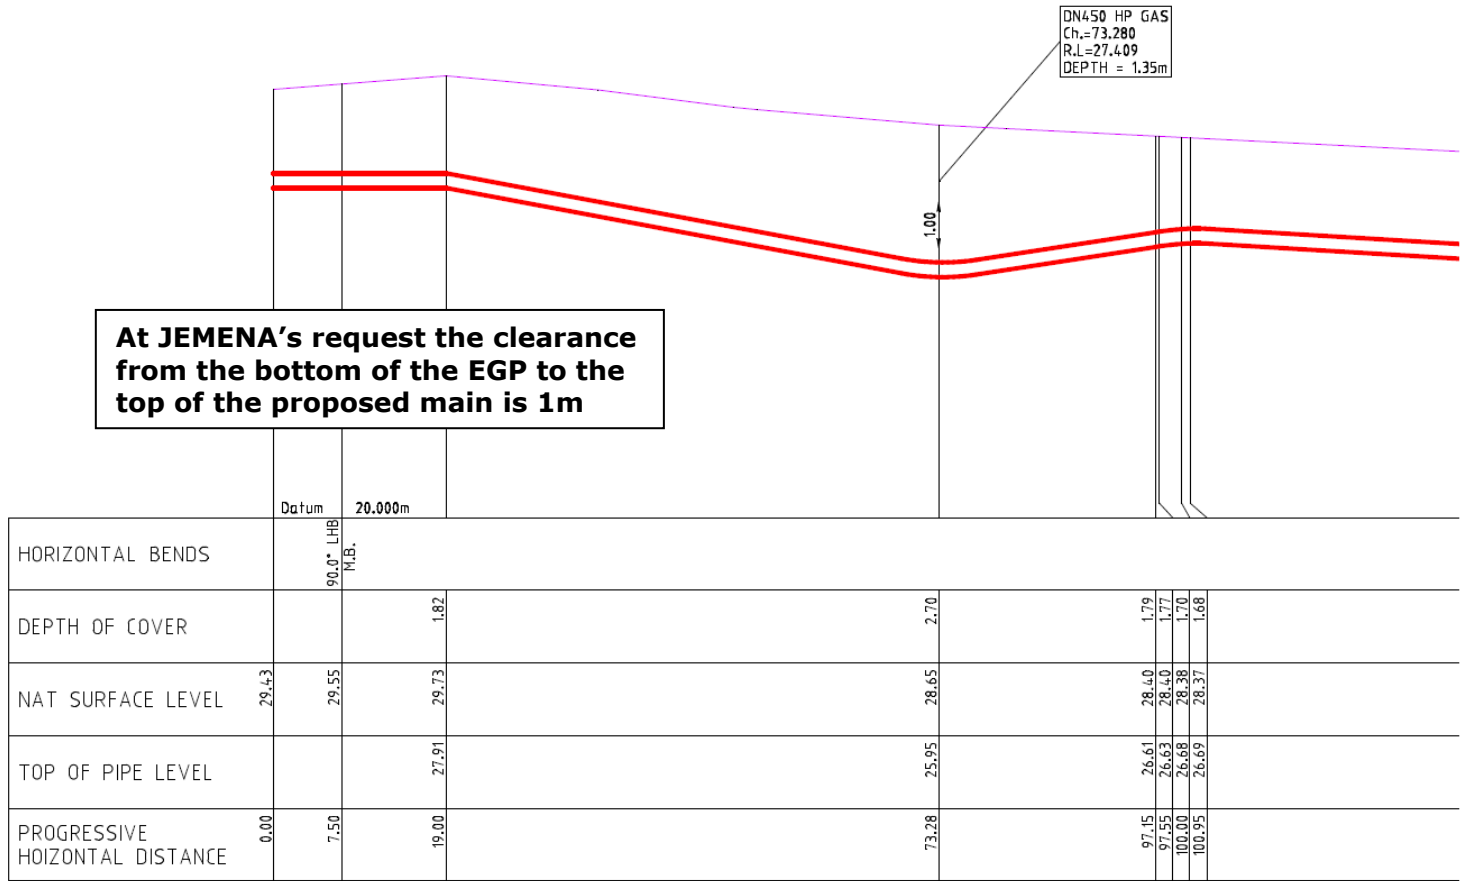 DN450 HP GAS
Ch.=73.280
R.L=27.409
DEPTH = 1.35m
1.00
At JEMENA’s request the clearance
from the bottom of the EGP to the
top of the proposed main is 1m
Datum 20.000m
HORIZONTAL BENDS
90.0° LHB
M.B.
DEPTH OF COVER 1.82 2.70 1.79 1.77 1.70 1.68
NAT SURFACE LEVEL 29.43 29.55 29.73 28.65 28.40 28.40 28.38 28.37
TOP OF PIPE LEVEL 27.91 25.95 26.61 26.63 26.68 26.69
PROGRESSIVE
HOIZONTAL DISTANCE 0.00 7.50 19.00 73.28 97.15 97.55 100.00 100.95